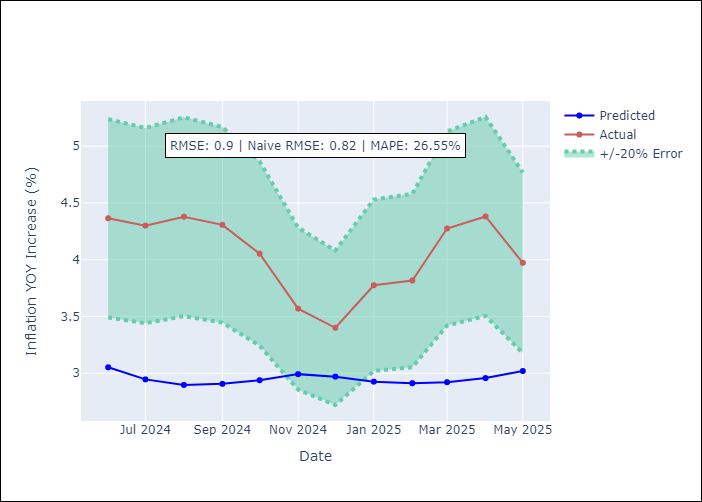 RMSE: 0.9 | Naive RMSE: 0.82 | MAPE: 26.55%
Predicted
Actual
+/-20% Error
Inflation YOY Increase (%)
5
4.5
4
3.5
3
Jul 2024
Sep 2024
Nov 2024
Jan 2025
Mar 2025
May 2025
Date